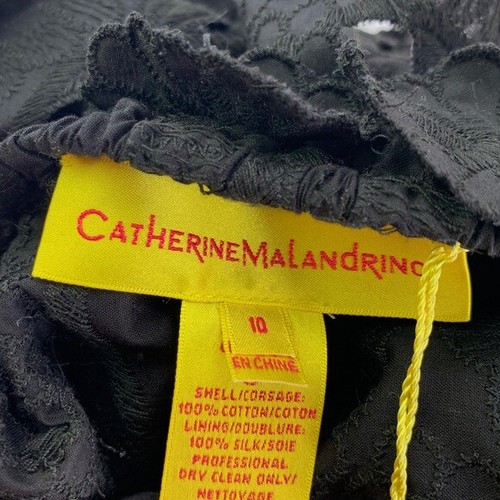 CATHERINE MALANDRINO
10
EN CHINE
SHELL/CORSAGE:
100% COTTON/COTON
LINING/DOUBLURE:
100% SILK/SOIE
PROFESSIONAL
DRY CLEAN ONLY/
NETTOYAGE